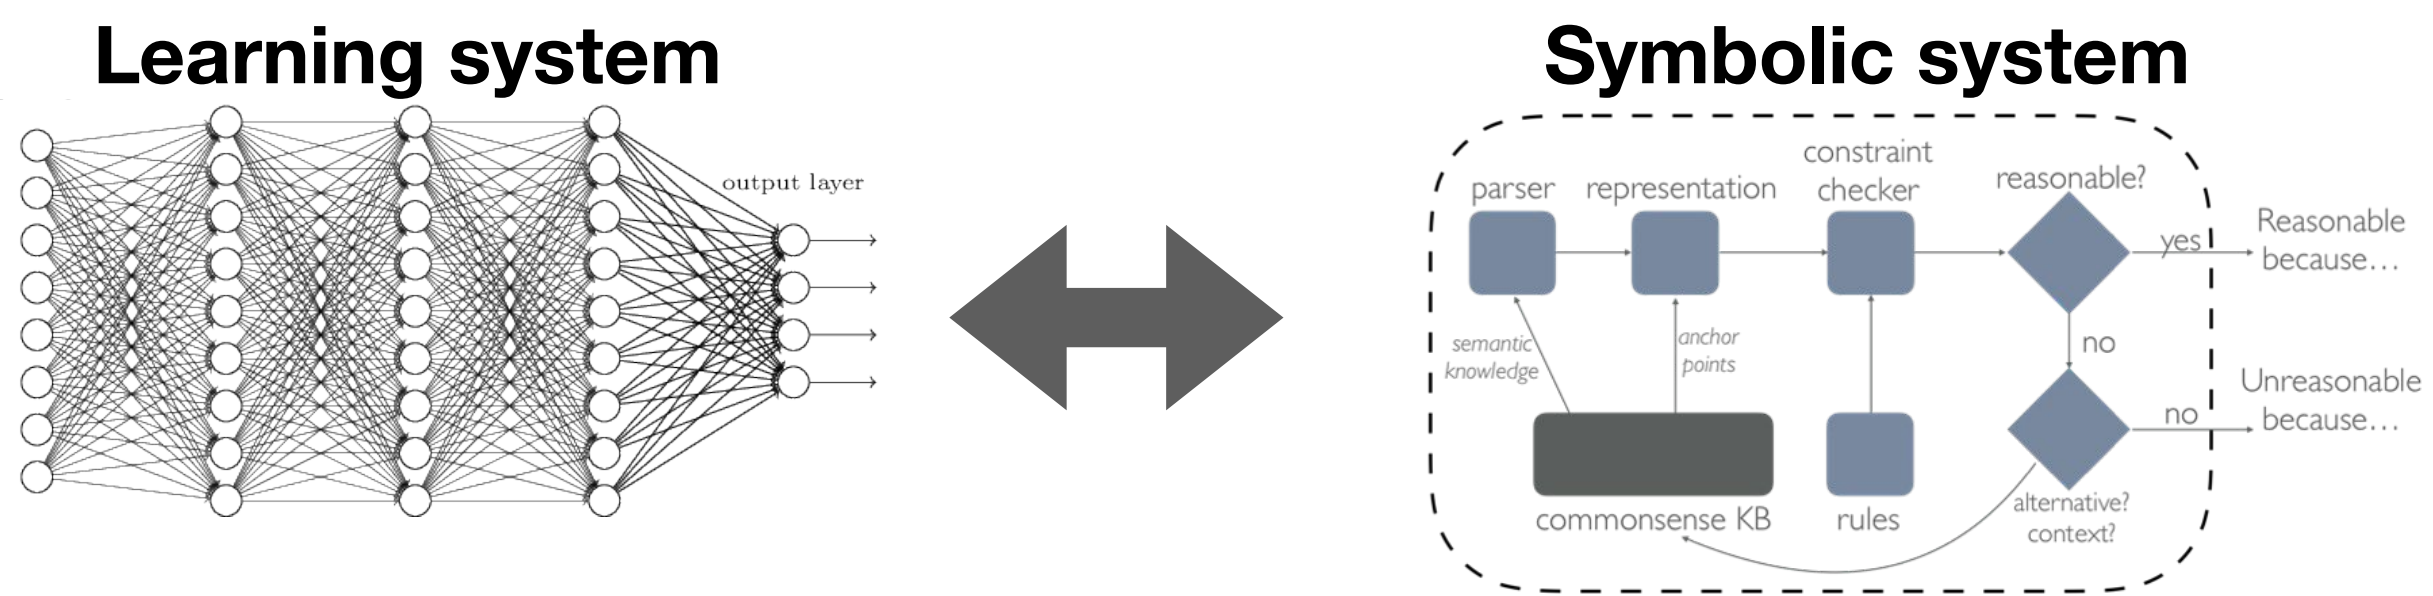 Learning system
output layer
Symbolic system
parser
representation
constraint
checker
reasonable?
yes
Reasonable
because…
semantic
knowledge
anchor
points
no
Unreasonable
because…
no
commonsense KB
rules
alternative?
context?